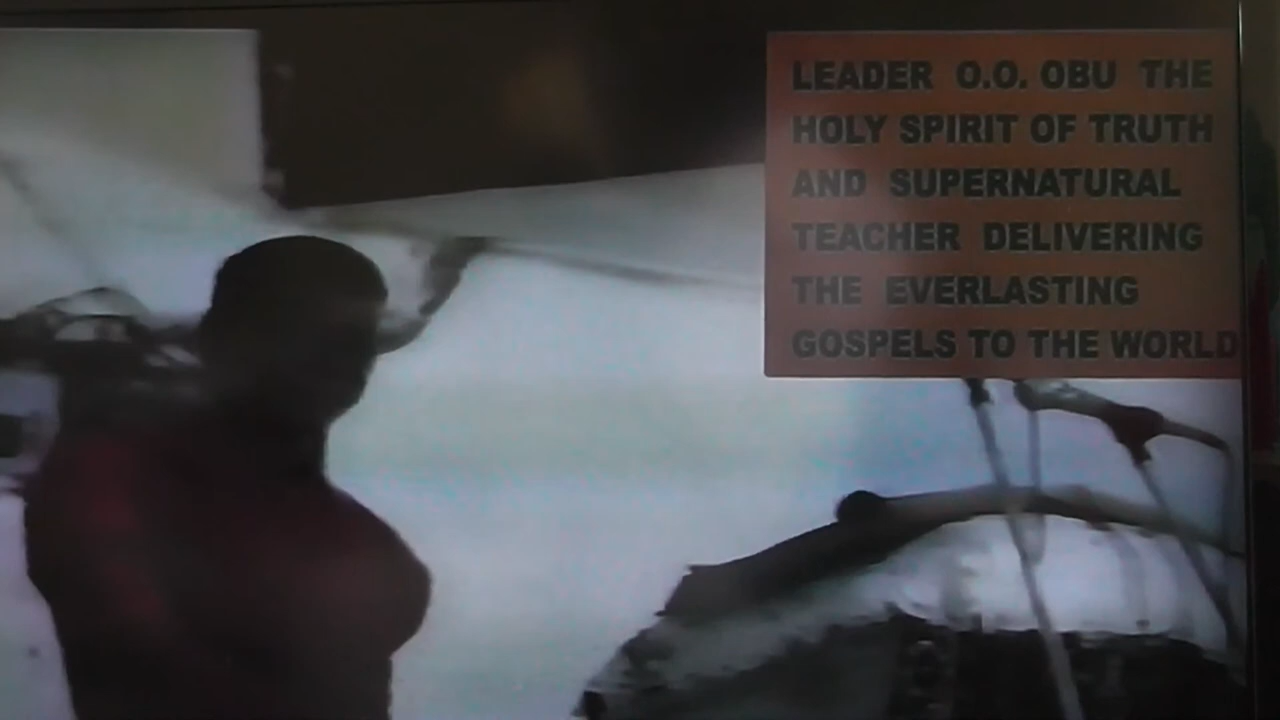 LEADER O.O. OBU THE
HOLY SPIRIT OF TRUTH
AND SUPERNATURAL
TEACHER DELIVERING
THE EVERLASTING
GOSPELS TO THE WORLD